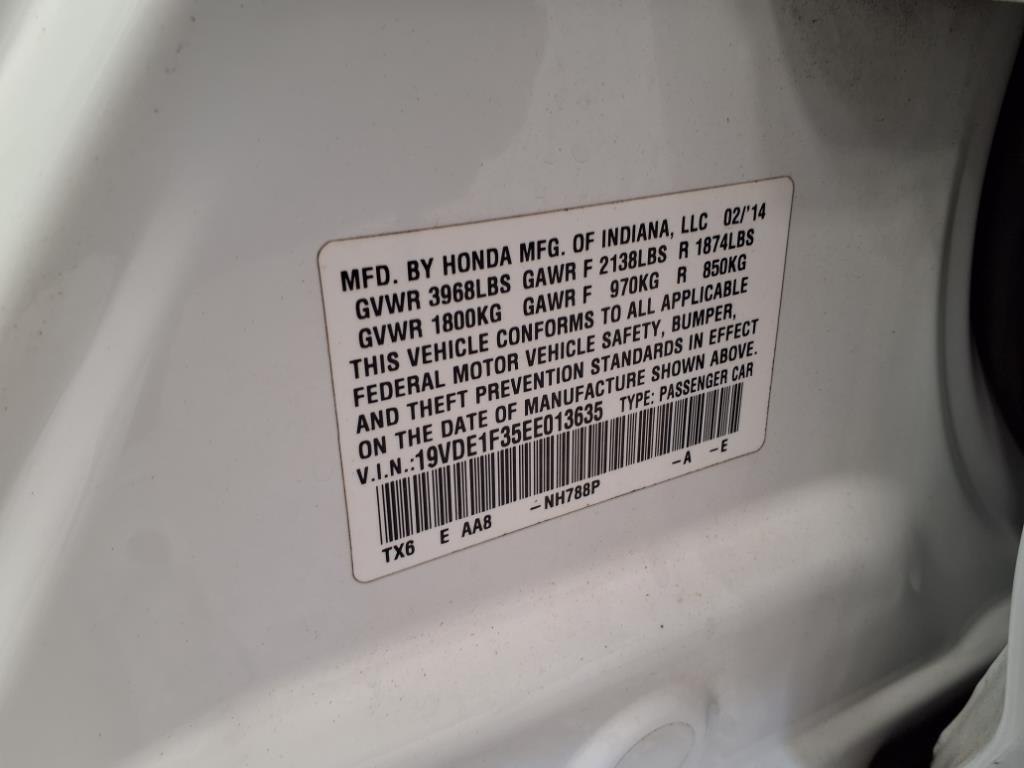 MFD. BY HONDA MFG. OF INDIANA, LLC 02/'14
GVWR 3968LBS GAWR F 2138LBS R 1874LBS
GVWR 1800KG GAWR F 970KG R 850KG
THIS VEHICLE CONFORMS TO ALL APPLICABLE
FEDERAL MOTOR VEHICLE SAFETY, BUMPER,
AND THEFT PREVENTION STANDARDS IN EFFECT
ON THE DATE OF MANUFACTURE SHOWN ABOVE.
V.I.N.:19VDE1F35EE013635 TYPE: PASSENGER CAR
TX6 E AA8 -NH788P -A -E